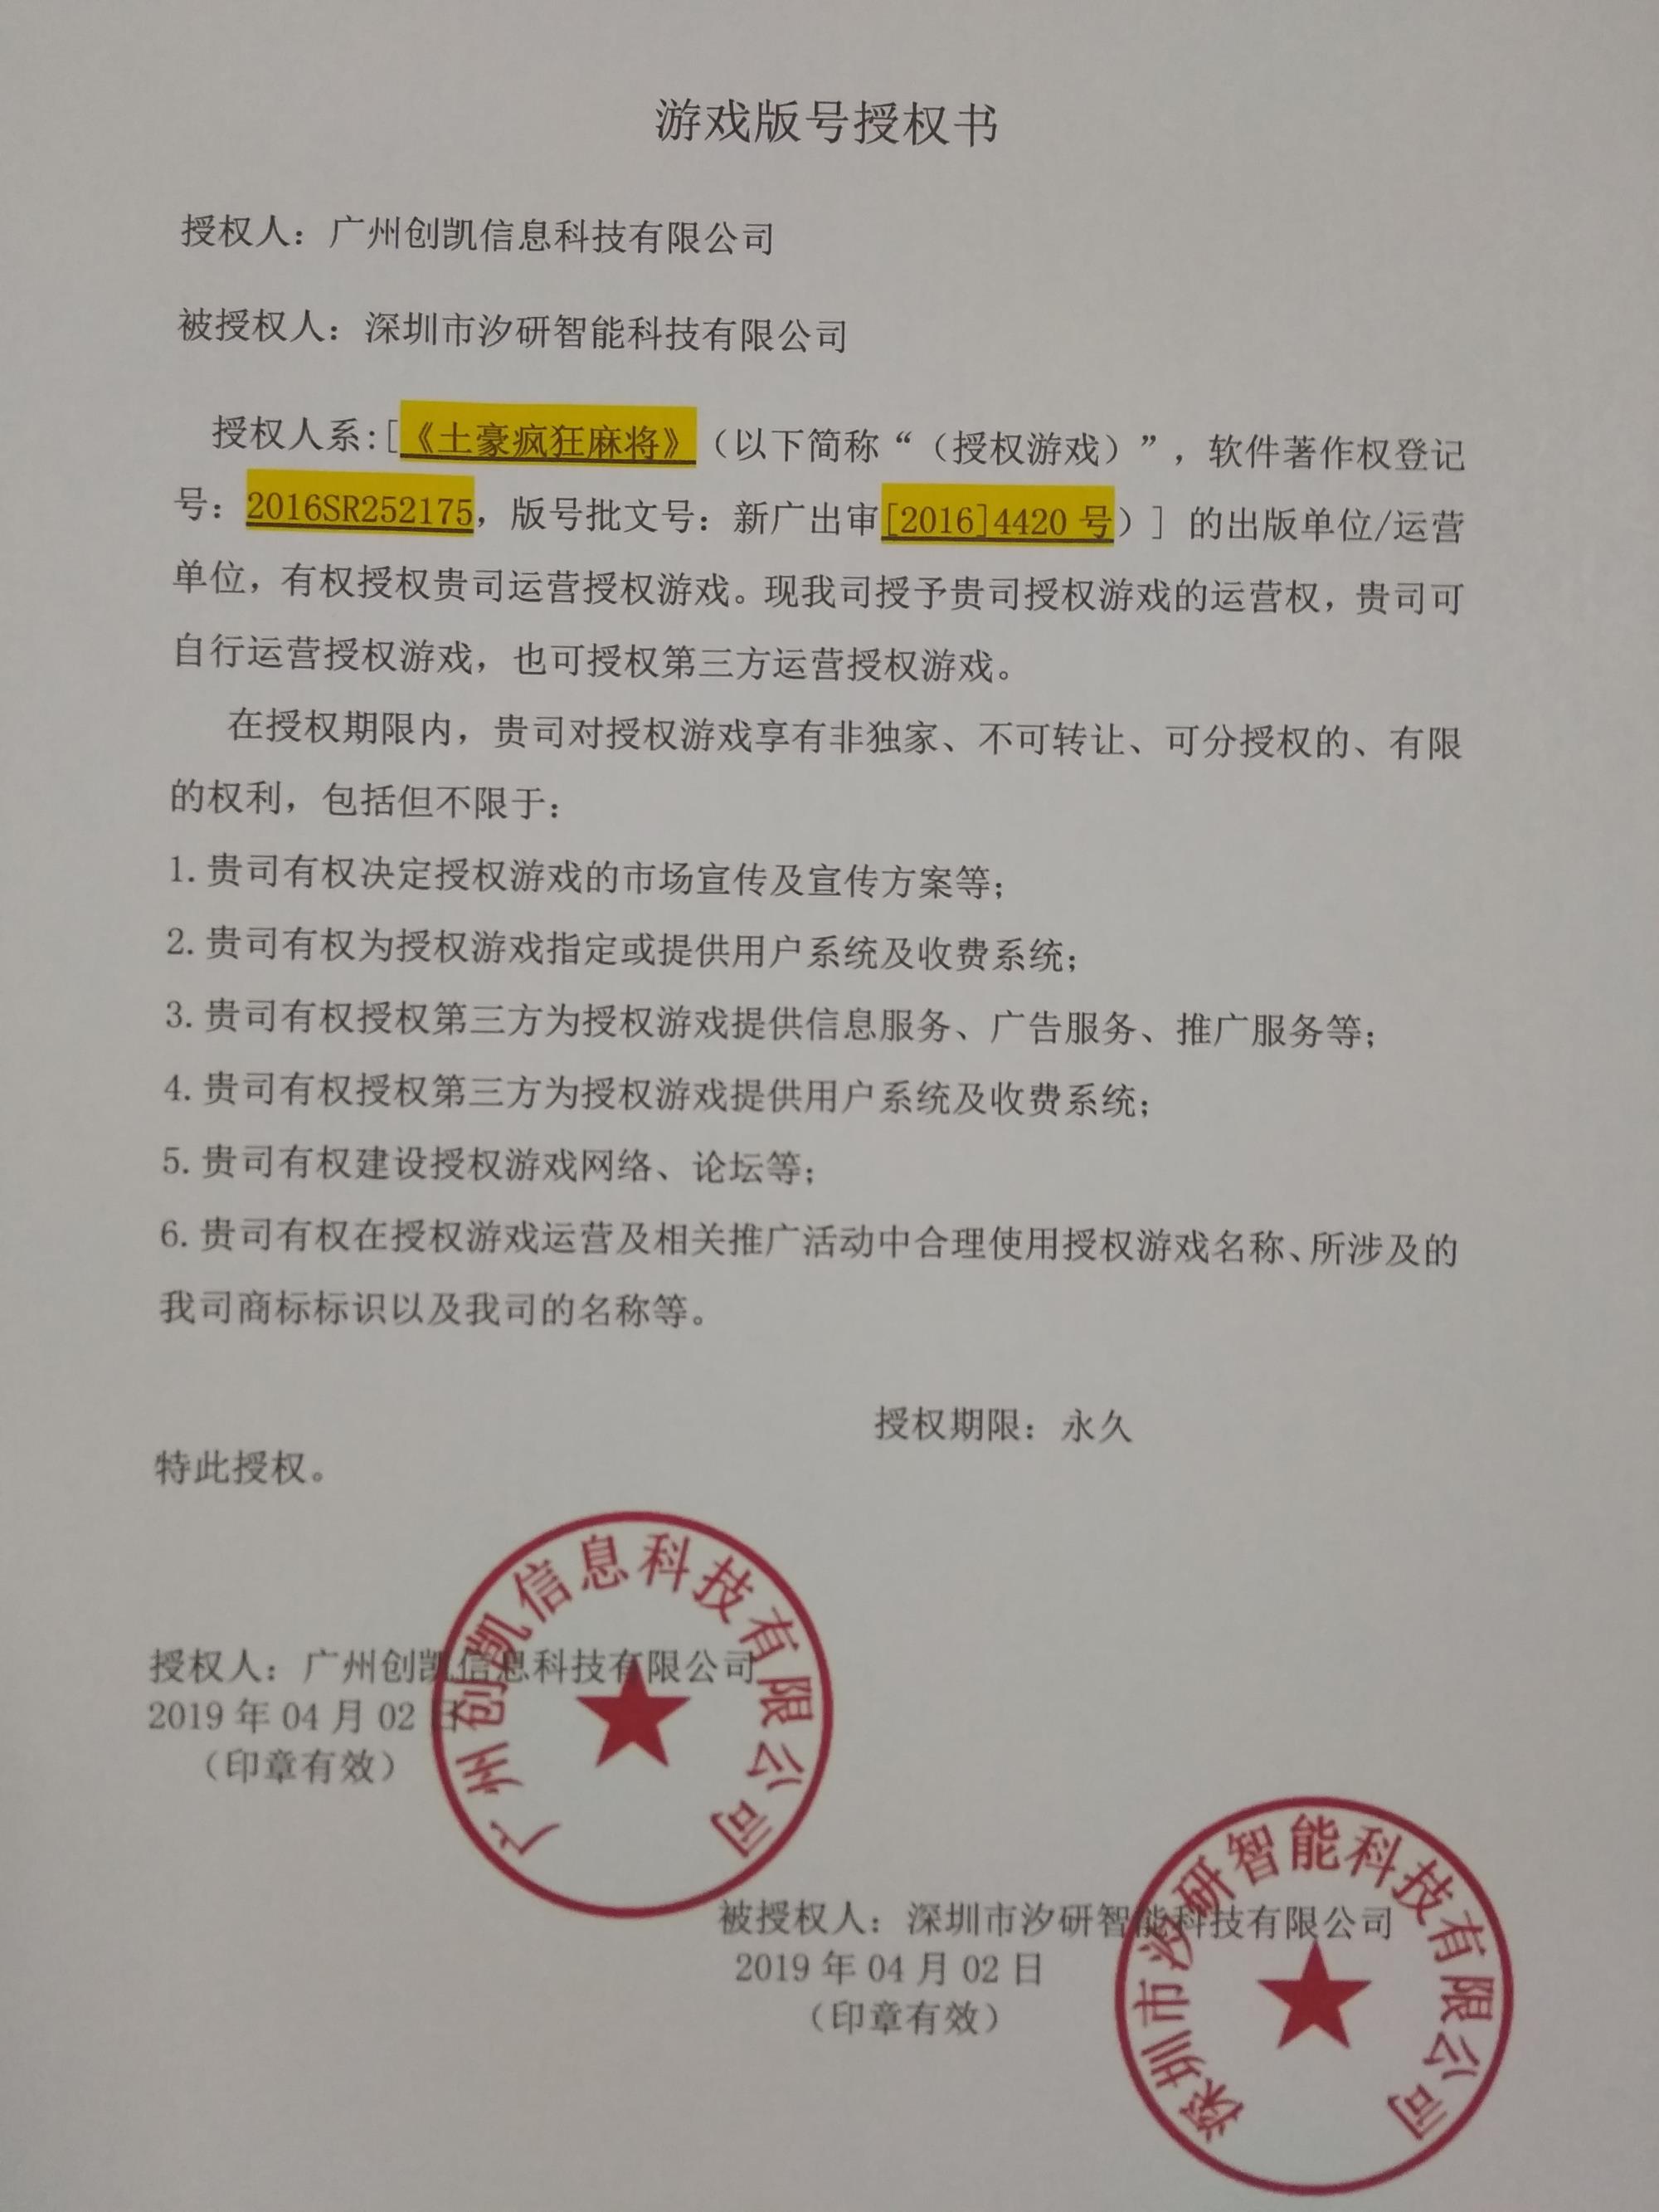 游戏版号授权书
授权人：广州创凯信息科技有限公司
被授权人：深圳市汐研智能科技有限公司
授权人系:[《土豪疯狂麻将》（以下简称“（授权游戏）”，软件著作权登记
号：2016SR252175，版号批文号：新广出审[2016]4420 号）] 的出版单位/运营
单位，有权授权贵司运营授权游戏。现我司授予贵司授权游戏的运营权，贵司可
自行运营授权游戏，也可授权第三方运营授权游戏。
在授权期限内，贵司对授权游戏享有非独家、不可转让、可分授权的、有限
的权利，包括但不限于：
1. 贵司有权决定授权游戏的市场宣传及宣传方案等；
2. 贵司有权为授权游戏指定或提供用户系统及收费系统；
3. 贵司有权授权第三方为授权游戏提供信息服务、广告服务、推广服务等；
4. 贵司有权授权第三方为授权游戏提供用户系统及收费系统；
5. 贵司有权建设授权游戏网络、论坛等；
6. 贵司有权在授权游戏运营及相关推广活动中合理使用授权游戏名称、所涉及的
我司商标标识以及我司的名称等。
授权期限：永久
特此授权。
授权人：广州创凯信息科技有限公司
2019 年 04 月 02 日
（印章有效）
广州创凯信息科技有限公司
被授权人：深圳市汐研智能科技有限公司
2019 年 04 月 02 日
（印章有效）
深圳市汐研智能科技有限公司